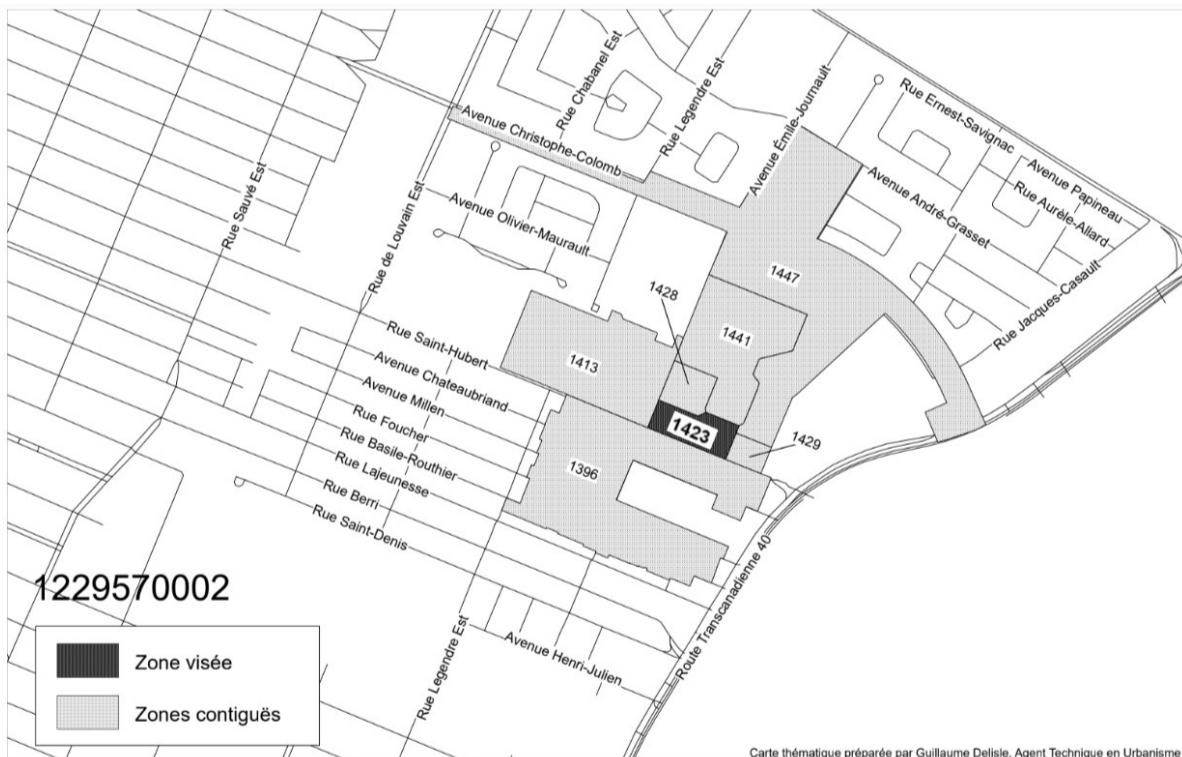 Rue Chabanel Est
Rue Legendre Est
Avenue Émile-Journault
Rue Ernest-Savignac
Avenue Papineau
Rue Aurèle-Allard
Avenue Christophe-Colomb
Avenue André-Grasset
Rue Sauvé Est
Rue de Louvain Est
Avenue Olivier-Maurault
Rue Jacques-Casault
1447
1428
1441
1413
1423
1429
1396
Rue Saint-Hubert
Avenue Chateaubriand
Avenue Millen
Rue Foucher
Rue Basile-Routhier
Rue Lajeunesse
Rue Berri
Rue Saint-Denis
Route Transcanadienne 40
Avenue Henri-Julien
Rue Legendre Est
1229570002
Zone visée
Zones contiguës
Carte thématique préparée par Guillaume Delisle, Agent Technique en Urbanisme